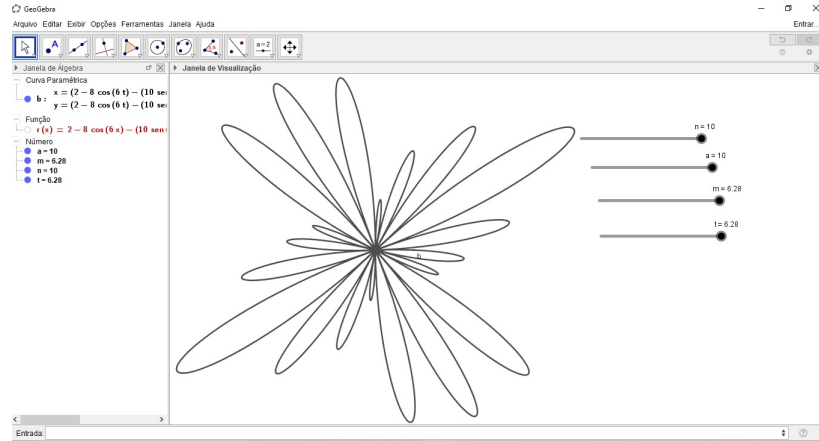 GeoGebra
Arquivo Editar Exibir Opções Ferramentas Janela Ajuda
Entrar...
a=2
Janela de Álgebra
Janela de Visualização
Curva Paramétrica
b :
x = (2 − 8 cos (6 t) − (10 se
y = (2 − 8 cos (6 t) − (10 se
Função
r (x) = 2 − 8 cos (6 x) − (10 sen
Número
a = 10
m = 6.28
n = 10
t = 6.28
n = 10
a = 10
m = 6.28
t = 6.28
b
Entrada: